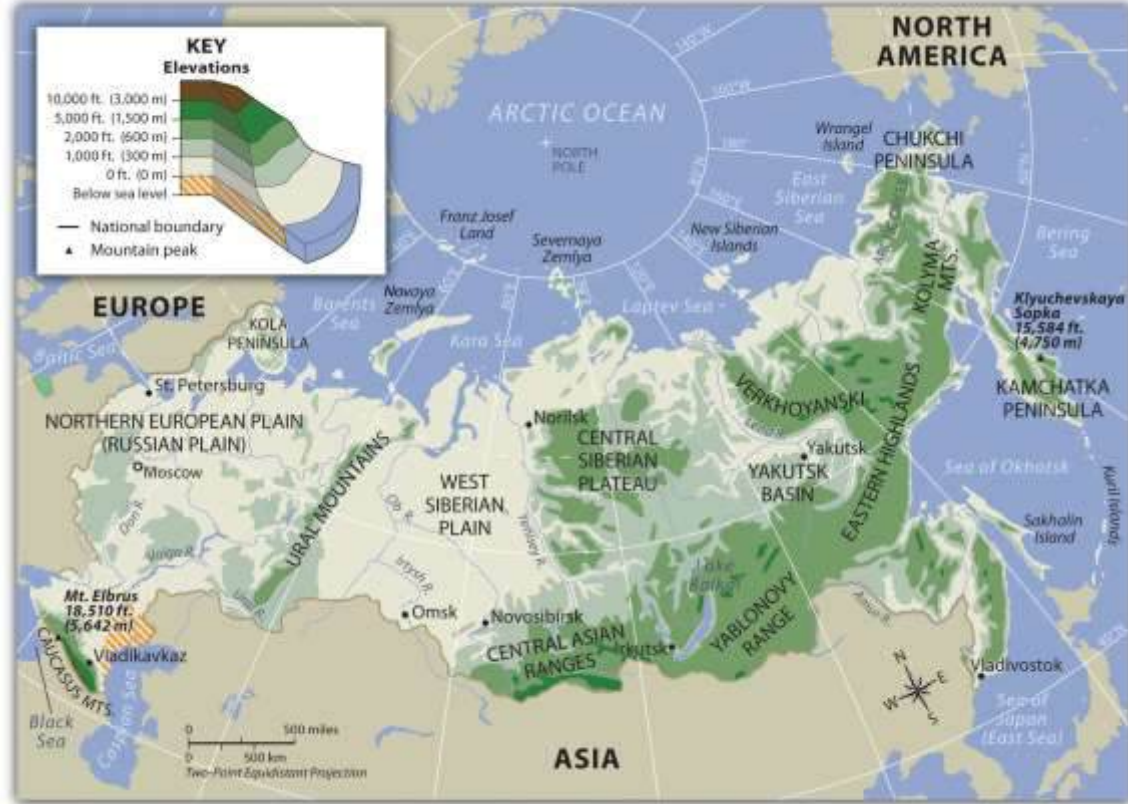 KEY
Elevations
10,000 ft. (3,000 m)
5,000 ft. (1,500 m)
2,000 ft. (600 m)
1,000 ft. (300 m)
0 ft. (0 m)
Below sea level
National boundary
Mountain peak
NORTH
AMERICA
ARCTIC OCEAN
NORTH
POLE
Wrangel
Island
CHUKCHI
PENINSULA
East
Siberian
Sea
Bering
Sea
New Siberian
Islands
Franz Josef
Land
Severnaya
Zemlya
Novaya
Zemlya
Barents
Sea
Kara Sea
Laptev Sea
KOLYMA
MTS.
Klyuchevskaya
Sopka
15,584 ft.
(4,750 m)
KAMCHATKA
PENINSULA
EUROPE
Baltic Sea
KOLA
PENINSULA
St. Petersburg
NORTHERN EUROPEAN PLAIN
(RUSSIAN PLAIN)
Moscow
Don R.
Volga R.
Ural R.
URAL MOUNTAINS
Ob R.
Irtysh R.
WEST
SIBERIAN
PLAIN
Norilsk
Yenisey R.
CENTRAL
SIBERIAN
PLATEAU
VERKHOYANSKI
Lena R.
Yakutsk
YAKUTSK
BASIN
EASTERN HIGHLANDS
Sea of Okhotsk
Kuril Islands
Sakhalin
Island
Mt. Elbrus
18,510 ft.
(5,642 m)
CAUCASUS MTS.
Vladikavkaz
Black
Sea
Caspian Sea
Omsk
Novosibirsk
CENTRAL ASIAN
RANGES
Irkutsk
Lake
Baikal
YABLONOVY
RANGE
Amur R.
Vladivostok
Sea of
Japan
(East Sea)
N
W
E
S
0 500 miles
0 500 km
Two-Point Equidistant Projection
ASIA